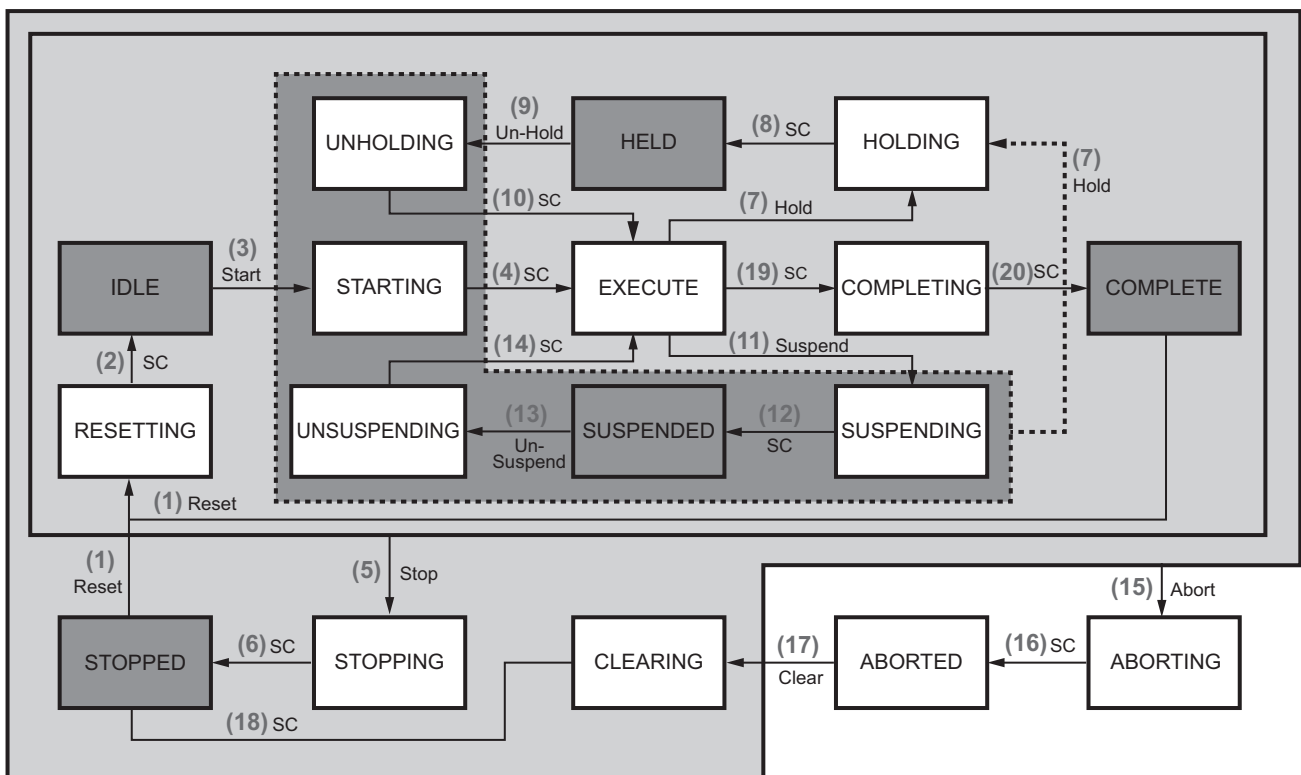 (9)
Un-Hold
UNHOLDING
HELD
(8) SC
HOLDING
(7)
Hold
(10) SC
(7) Hold
(3)
Start
IDLE
STARTING
(4) SC
EXECUTE
(19) SC
COMPLETING
(20)SC
COMPLETE
(2) SC
(14) SC
(11) Suspend
RESETTING
UNSUSPENDING
(13)
Un-
Suspend
SUSPENDED
(12)
SC
SUSPENDING
(1) Reset
(1)
Reset
(5) Stop
(15) Abort
STOPPED
(6) SC
STOPPING
CLEARING
(17)
Clear
ABORTED
(16) SC
ABORTING
(18) SC